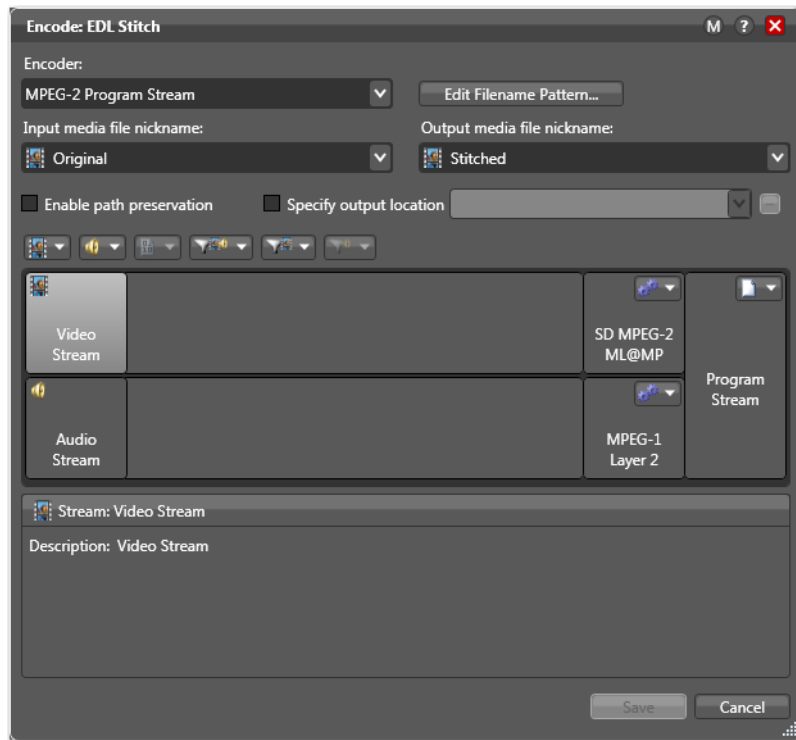 Encode: EDL Stitch
M ?
Encoder:
MPEG-2 Program Stream
Edit Filename Pattern...
Input media file nickname:
Output media file nickname:
Original
Stitched
Enable path preservation
Specify output location
Video
Stream
SD MPEG-2
ML@MP
Program
Stream
Audio
Stream
MPEG-1
Layer 2
Stream: Video Stream
Description: Video Stream
Save
Cancel